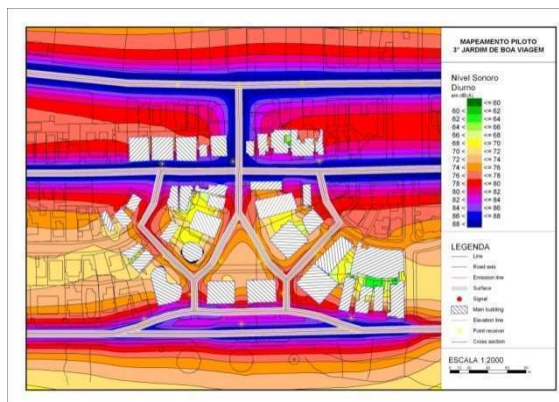 MAPEAMENTO PILOTO
3° JARDIM DE BOA VIAGEM
Nível Sonoro
Diurno
em dB(A)
<= 60
60 < <= 62
62 < <= 64
64 < <= 66
66 < <= 68
68 < <= 70
70 < <= 72
72 < <= 74
74 < <= 76
76 < <= 78
78 < <= 80
80 < <= 82
82 < <= 84
84 < <= 86
86 < <= 88
88 <
LEGENDA
Line
Road axis
Emission line
Surface
Signal
Main building
Elevation line
Point receiver
Cross section
ESCALA 1:2000